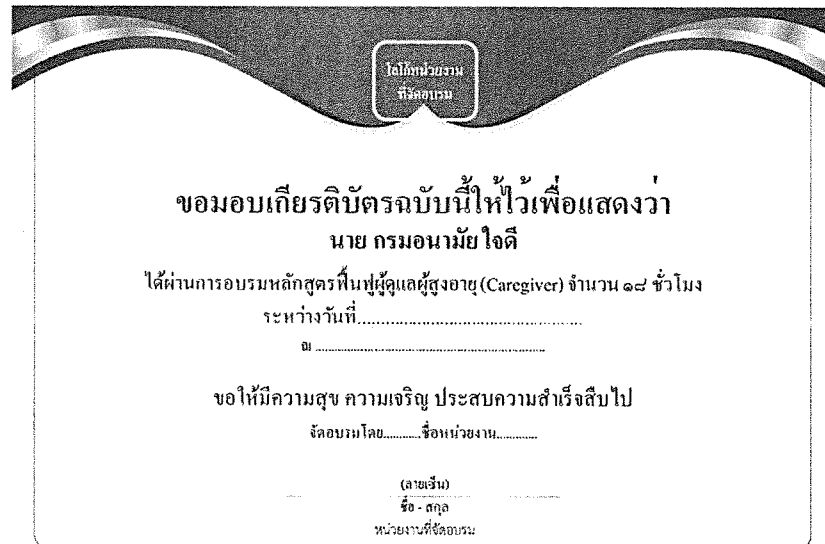 โลโก้หน่วยงาน
ที่จัดอบรม
ขอมอบเกียรติบัตรฉบับนี้ให้ไว้เพื่อแสดงว่า
นาย กรมอนามัย ใจดี
ได้ผ่านการอบรมหลักสูตรฟื้นฟูผู้ดูแลผู้สูงอายุ (Caregiver) จำนวน ๑๘ ชั่วโมง
ระหว่างวันที่..........................................
ณ ..........................................................
ขอให้มีความสุข ความเจริญ ประสบความสำเร็จสืบไป
จัดอบรมโดย...........ชื่อหน่วยงาน............
(ลายเซ็น)
ชื่อ - สกุล
หน่วยงานที่จัดอบรม